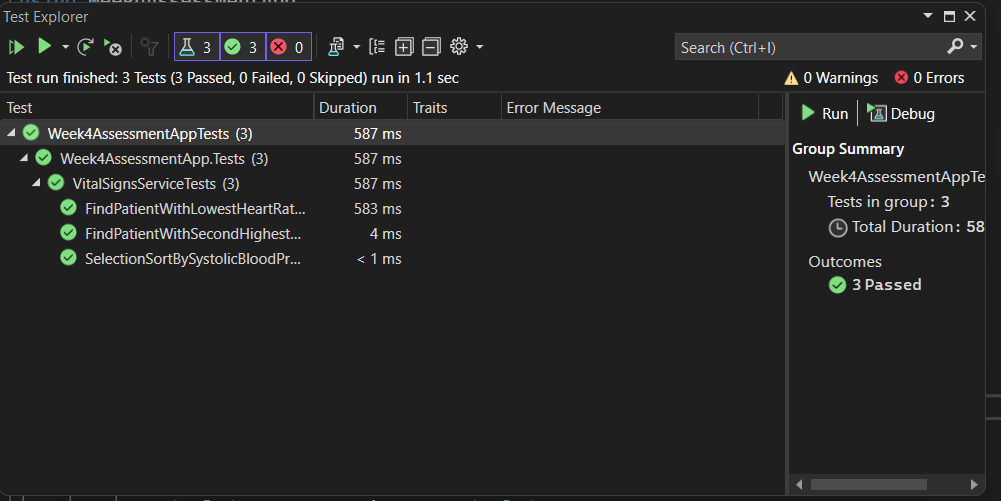 Test Explorer
3 3 0
Search (Ctrl+I)
Test run finished: 3 Tests (3 Passed, 0 Failed, 0 Skipped) run in 1.1 sec
0 Warnings
0 Errors
Test Duration Traits Error Message
Week4AssessmentAppTests (3) 587 ms
Week4AssessmentApp.Tests (3) 587 ms
VitalSignsServiceTests (3) 587 ms
FindPatientWithLowestHeartRat... 583 ms
FindPatientWithSecondHighest... 4 ms
SelectionSortBySystolicBloodPr... < 1 ms
Run Debug
Group Summary
Week4AssessmentAppTe
Tests in group: 3
Total Duration: 58
Outcomes
3 Passed